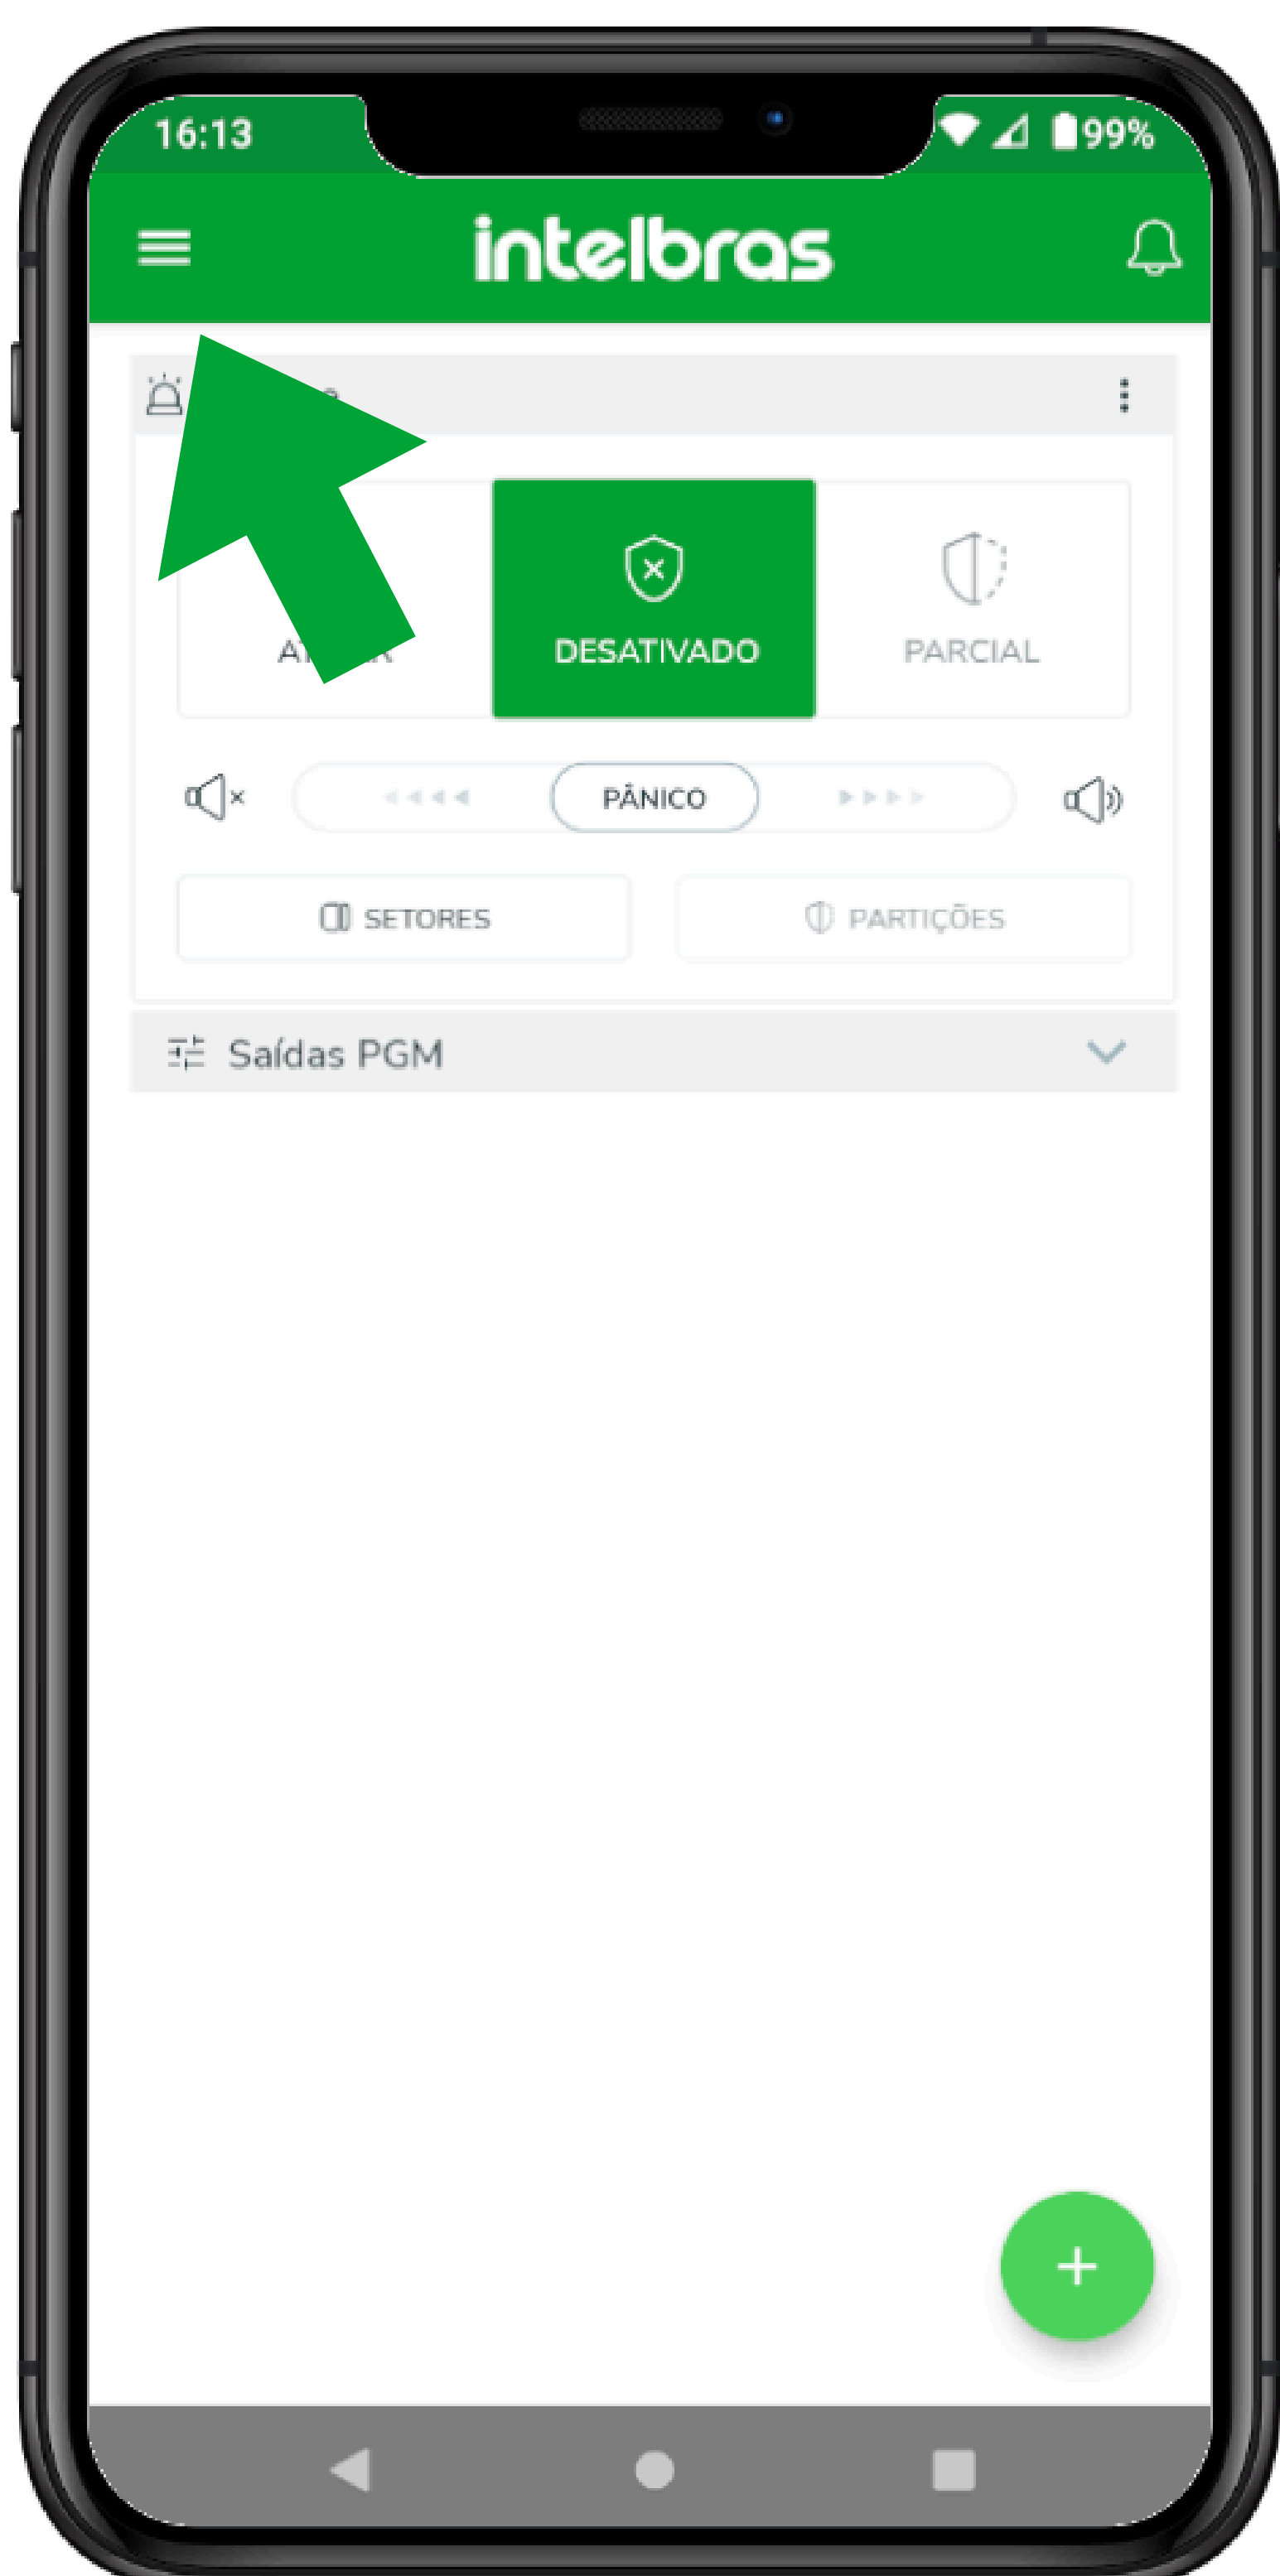 16:13
99%
intelbras
DESATIVADO
PARCIAL
PÂNICO
SETORES
PARTIÇÕES
Saídas PGM